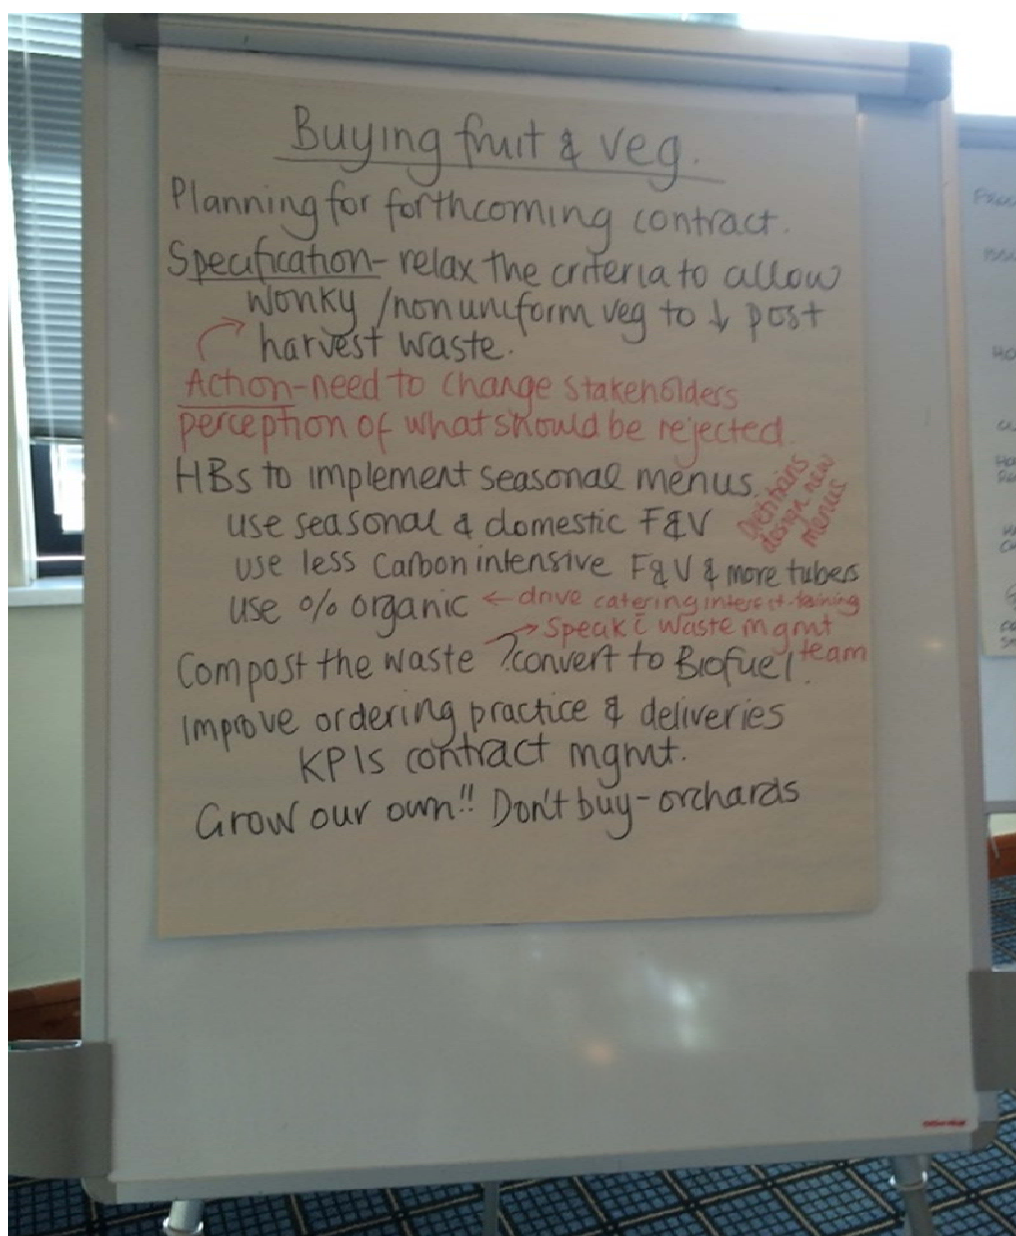 Buying fruit & veg.
Planning for forthcoming contract.
Specification- relax the criteria to allow
wonky /non uniform veg to ↓ post
harvest waste.
Action-need to change stakeholders
perception of what should be rejected.
HBs to implement seasonal menus.
Dietitians
design new
menus
use seasonal & domestic F&V
use less carbon intensive F&V & more tubers
use % organic ← drive catering interest-training
→ Speak c̄ waste mgmt
team
Compost the waste ?convert to Biofuel.
Improve ordering practice & deliveries
KPIs contract mgmt.
Grow our own!! Don't buy-orchards